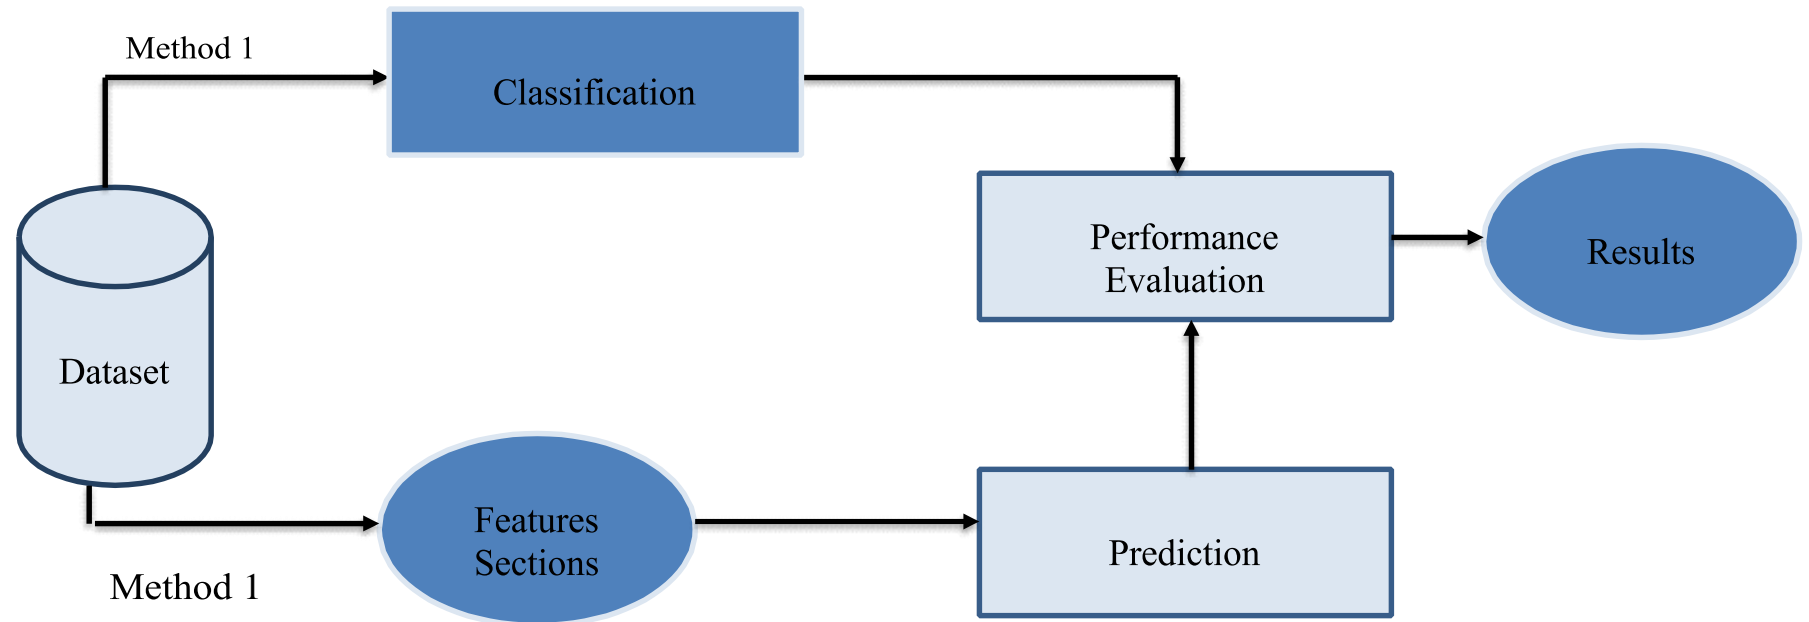 Method 1
Classification
Performance
Evaluation
Results
Dataset
Features
Sections
Prediction
Method 1